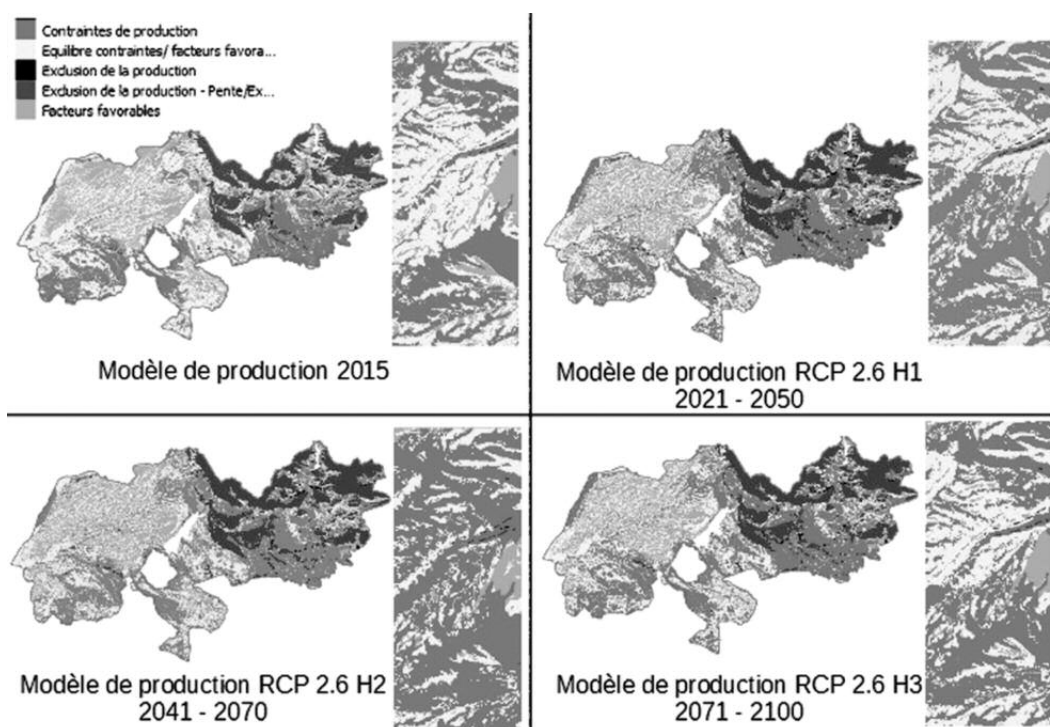 Contraintes de production
Equilibre contraintes/ facteurs favora...
Exclusion de la production
Exclusion de la production - Pente/Ex...
Facteurs favorables
Modèle de production 2015
Modèle de production RCP 2.6 H1
2021 - 2050
Modèle de production RCP 2.6 H2
2041 - 2070
Modèle de production RCP 2.6 H3
2071 - 2100